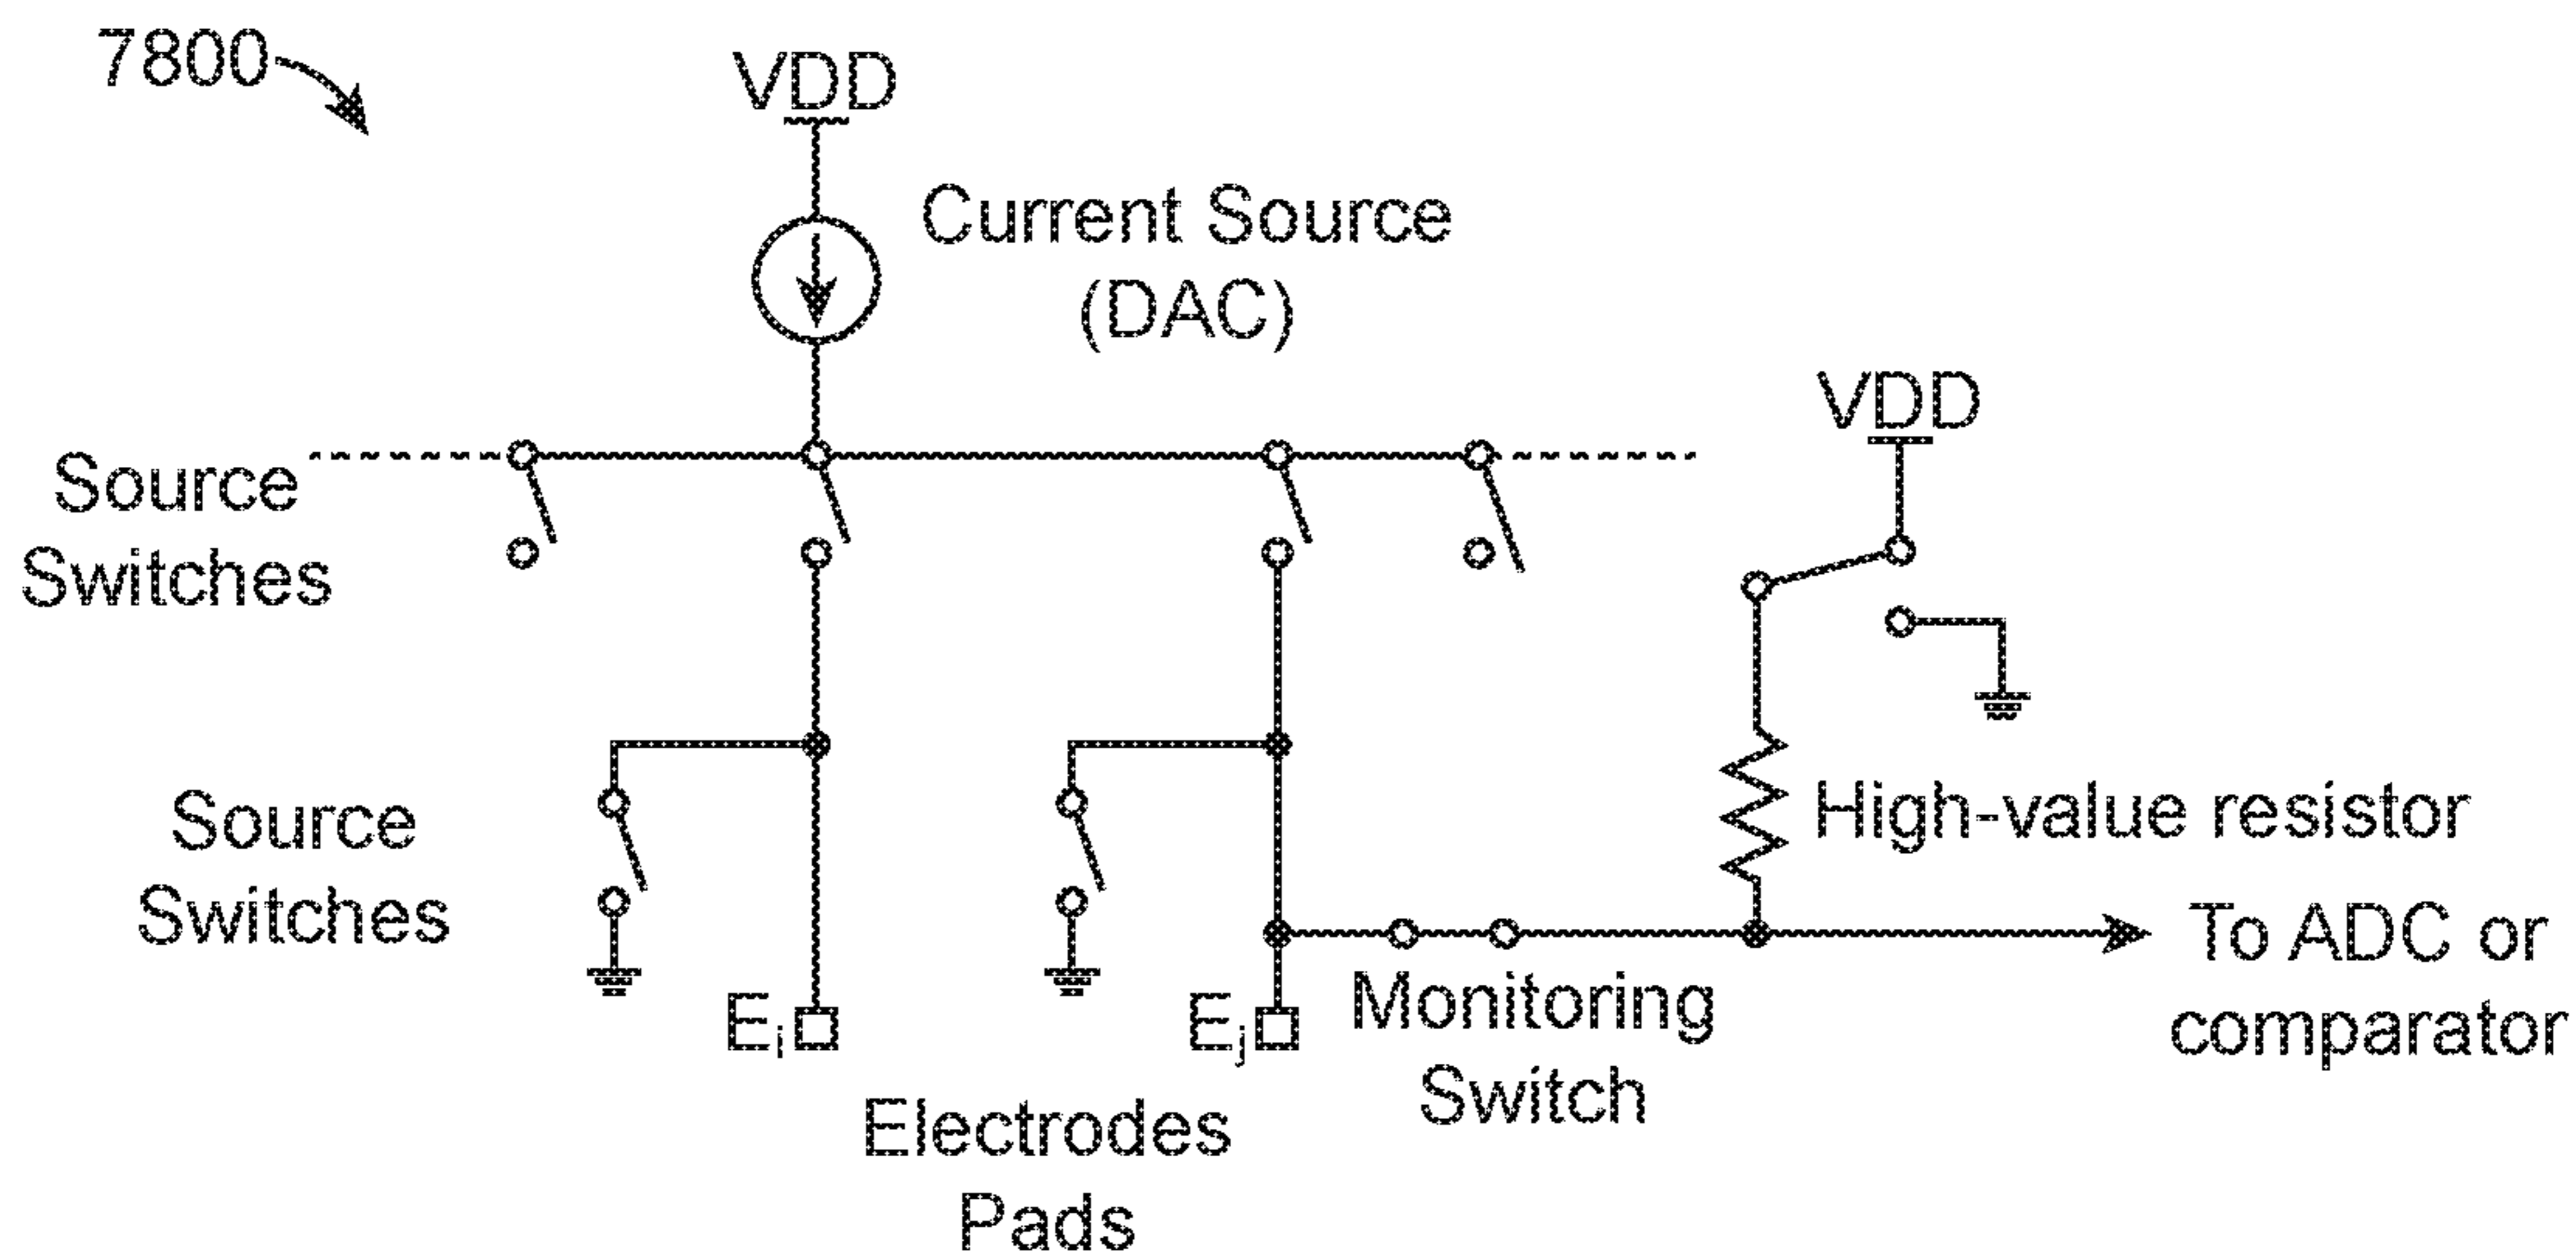 7800
VDD
Current Source
(DAC)
VDD
Source
Switches
High-value resistor
Source
Switches
To ADC or
comparator
Ei
Ej
Monitoring
Switch
Electrodes
Pads